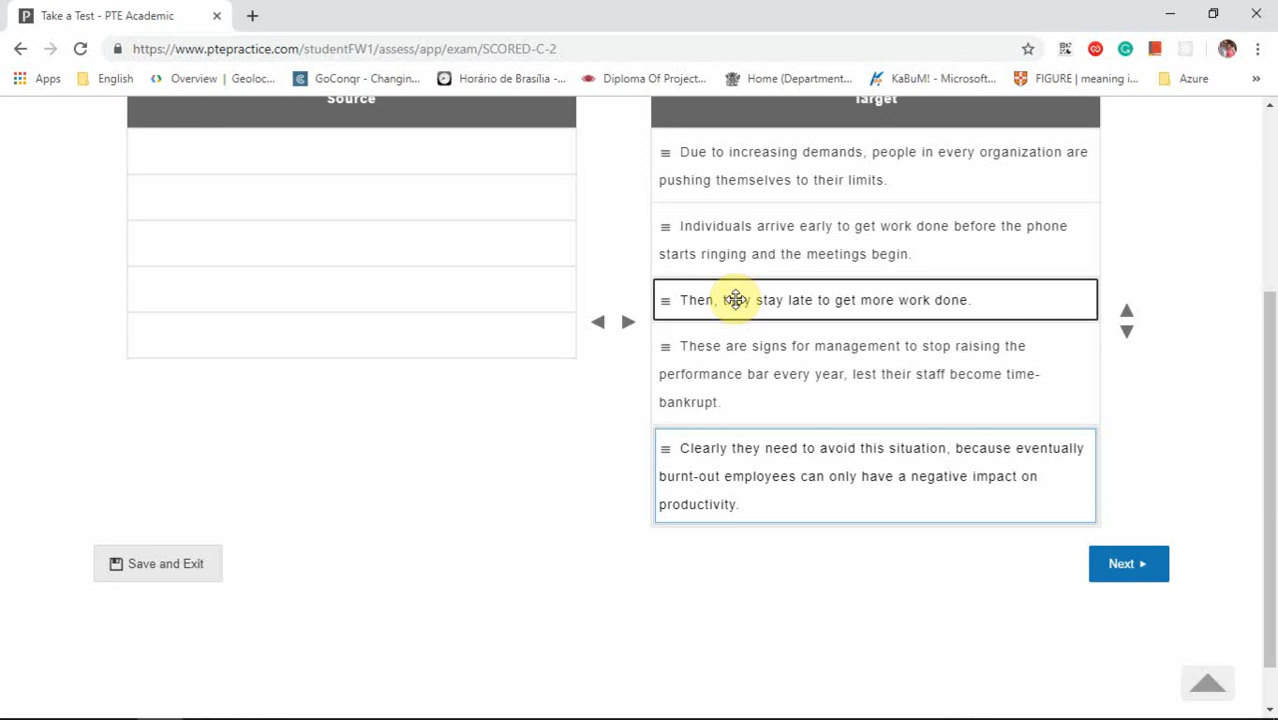 Take a Test - PTE Academic
https://www.ptepractice.com/studentFW1/assess/app/exam/SCORED-C-2
Apps English Overview | Geoloc... GoConqr - Changin... Horário de Brasília -... Diploma Of Project... Home (Department... KaBuM! - Microsoft... FIGURE | meaning i... Azure »
Source Target
Due to increasing demands, people in every organization are
pushing themselves to their limits.
Individuals arrive early to get work done before the phone
starts ringing and the meetings begin.
Then, they stay late to get more work done.
These are signs for management to stop raising the
performance bar every year, lest their staff become time-
bankrupt.
Clearly they need to avoid this situation, because eventually
burnt-out employees can only have a negative impact on
productivity.
Save and Exit Next